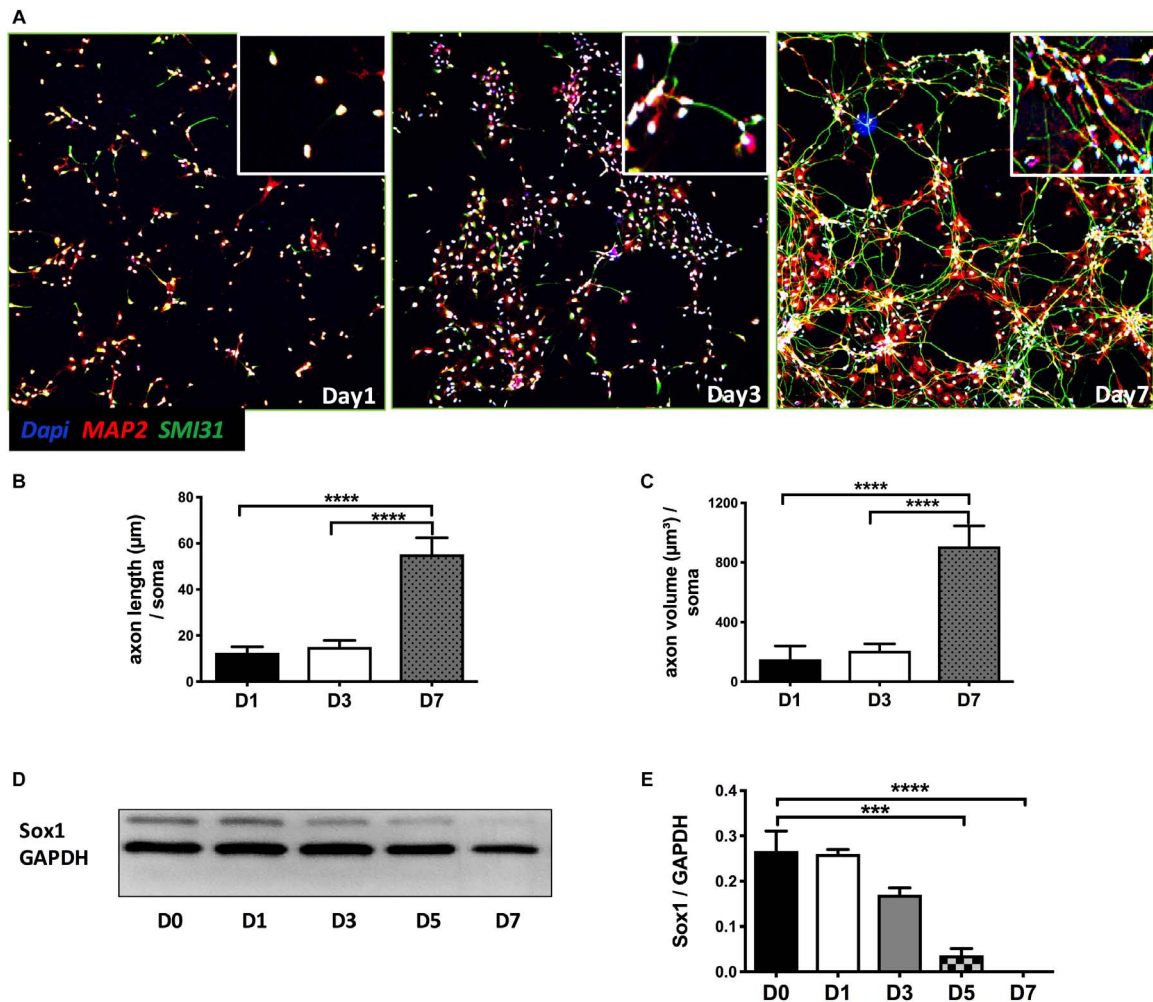 A
Day1
Day3
Day7
Dapi MAP2 SMI31
B
axon length (μm)
/ soma
80
60
40
20
0
****
****
D1 D3 D7
C
axon volume (μm³) /
soma
1200
800
400
0
****
****
D1 D3 D7
D
Sox1
GAPDH
D0 D1 D3 D5 D7
E
Sox1 / GAPDH
0.4
0.3
0.2
0.1
0.0
****
***
D0 D1 D3 D5 D7